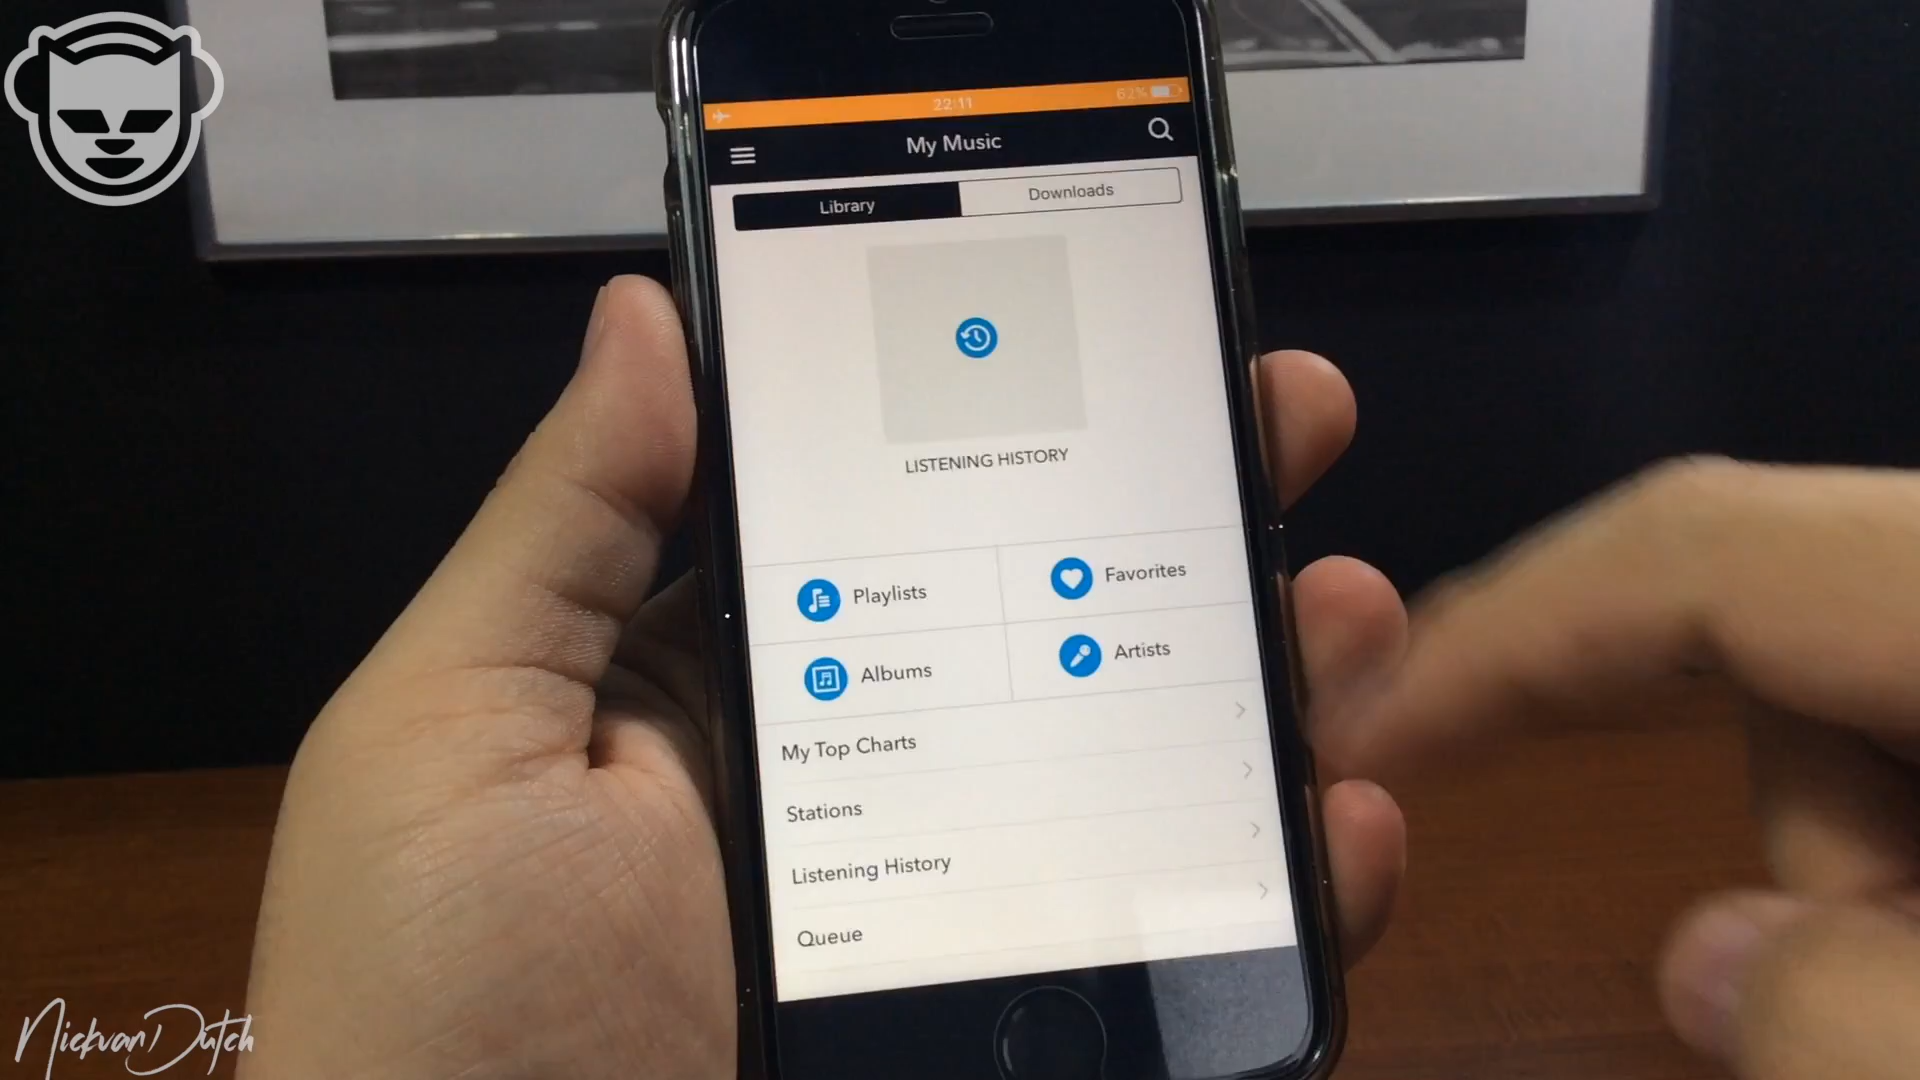 22:11 62%
My Music
Library Downloads
LISTENING HISTORY
Playlists Favorites
Albums Artists
My Top Charts
Stations
Listening History
Queue
NickvanDutch